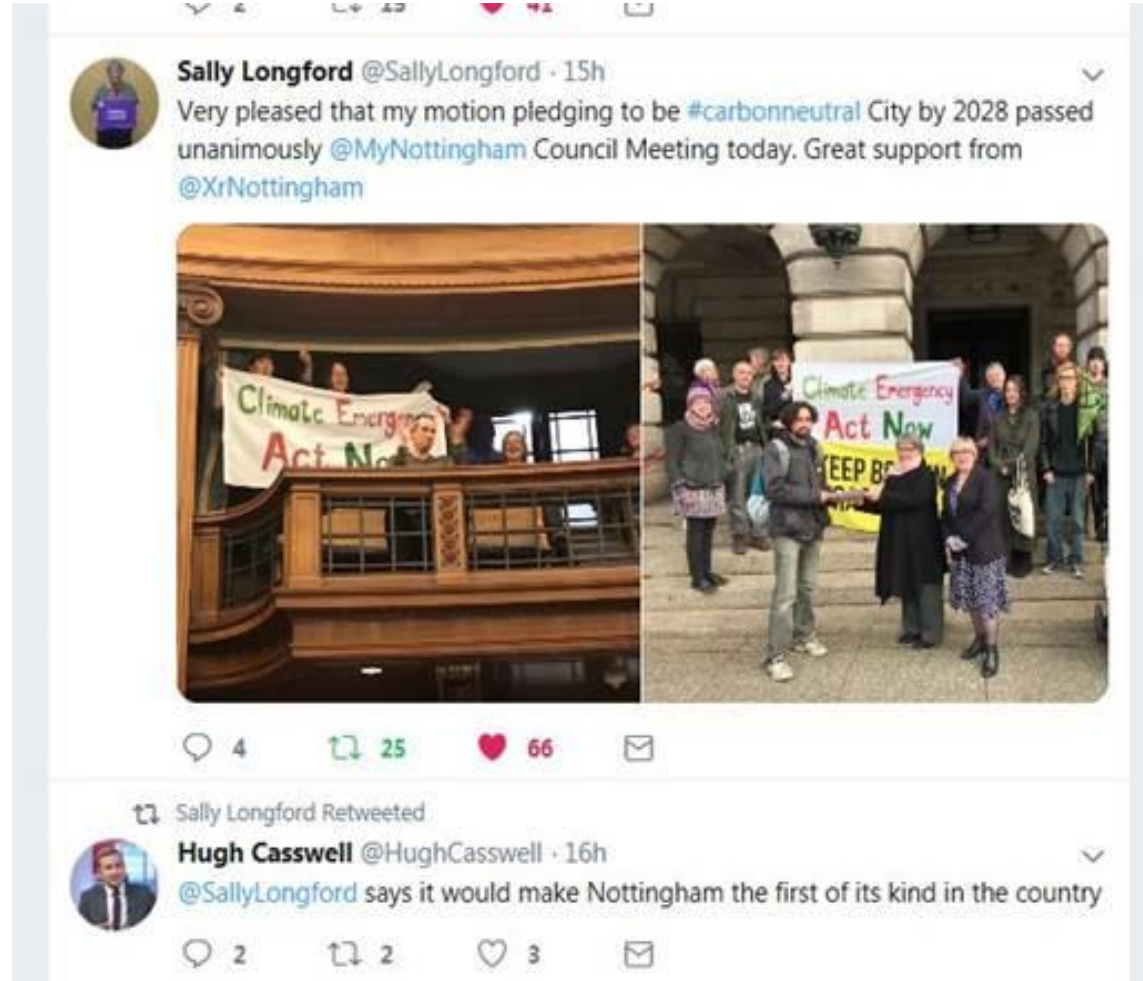 2 15 41
Sally Longford @SallyLongford · 15h
Very pleased that my motion pledging to be #carbonneutral City by 2028 passed
unanimously @MyNottingham Council Meeting today. Great support from
@XrNottingham
Climate Emergency
Act
Climate Emergency
Act Now
KEEP
4 25 66
Sally Longford Retweeted
Hugh Casswell @HughCasswell · 16h
@SallyLongford says it would make Nottingham the first of its kind in the country
2 2 3